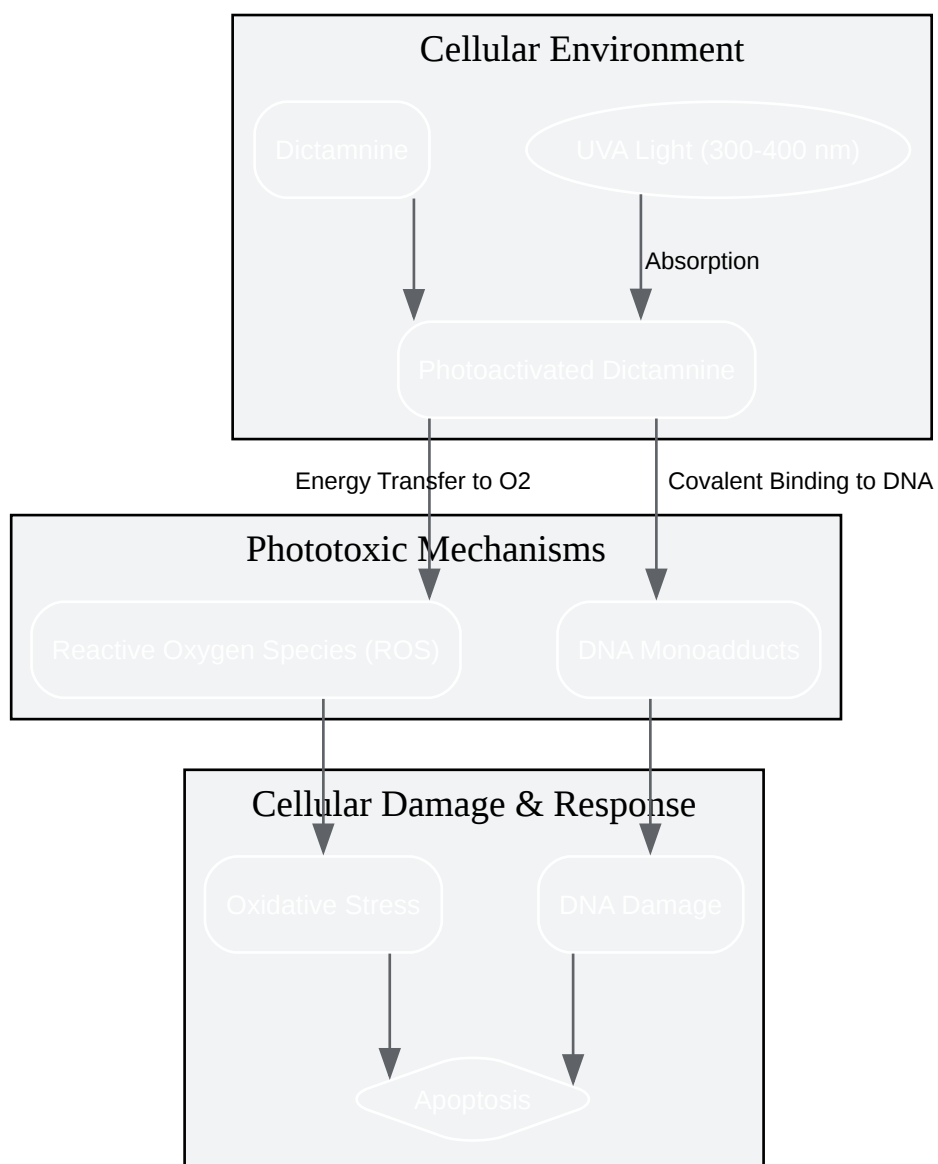 Cellular Environment
Dictamnine
UVA Light (300-400 nm)
Absorption
Photoactivated Dictamnine
Energy Transfer to O2
Covalent Binding to DNA
Phototoxic Mechanisms
Reactive Oxygen Species (ROS)
DNA Monoadducts
Cellular Damage & Response
Oxidative Stress
DNA Damage
Apoptosis